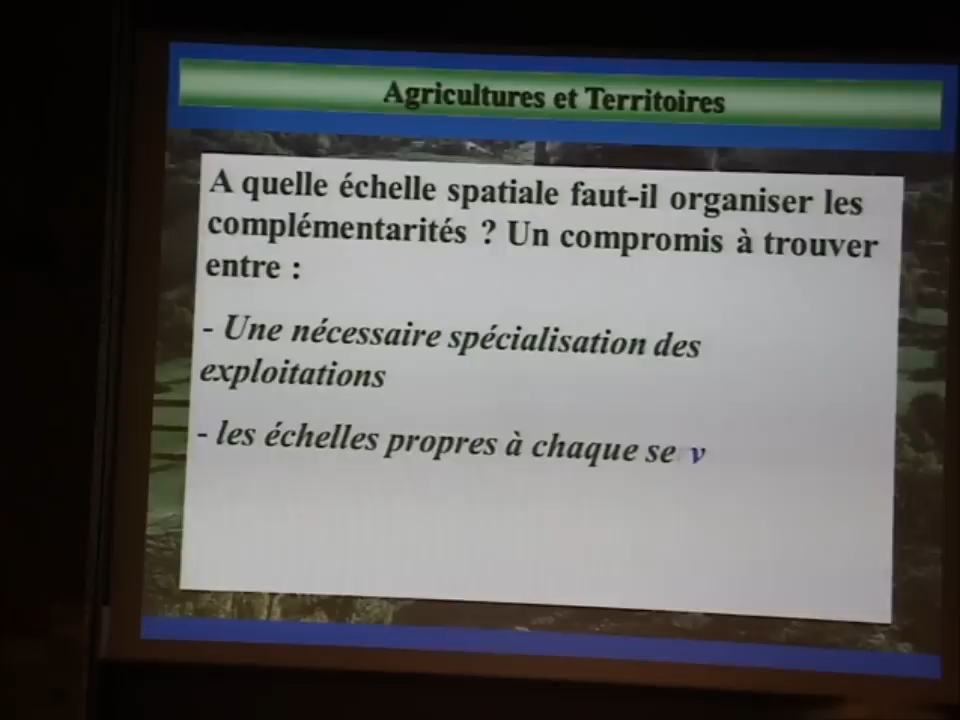 Agricultures et Territoires
A quelle échelle spatiale faut-il organiser les
complémentarités ? Un compromis à trouver
entre :
- Une nécessaire spécialisation des
exploitations
- les échelles propres à chaque se v